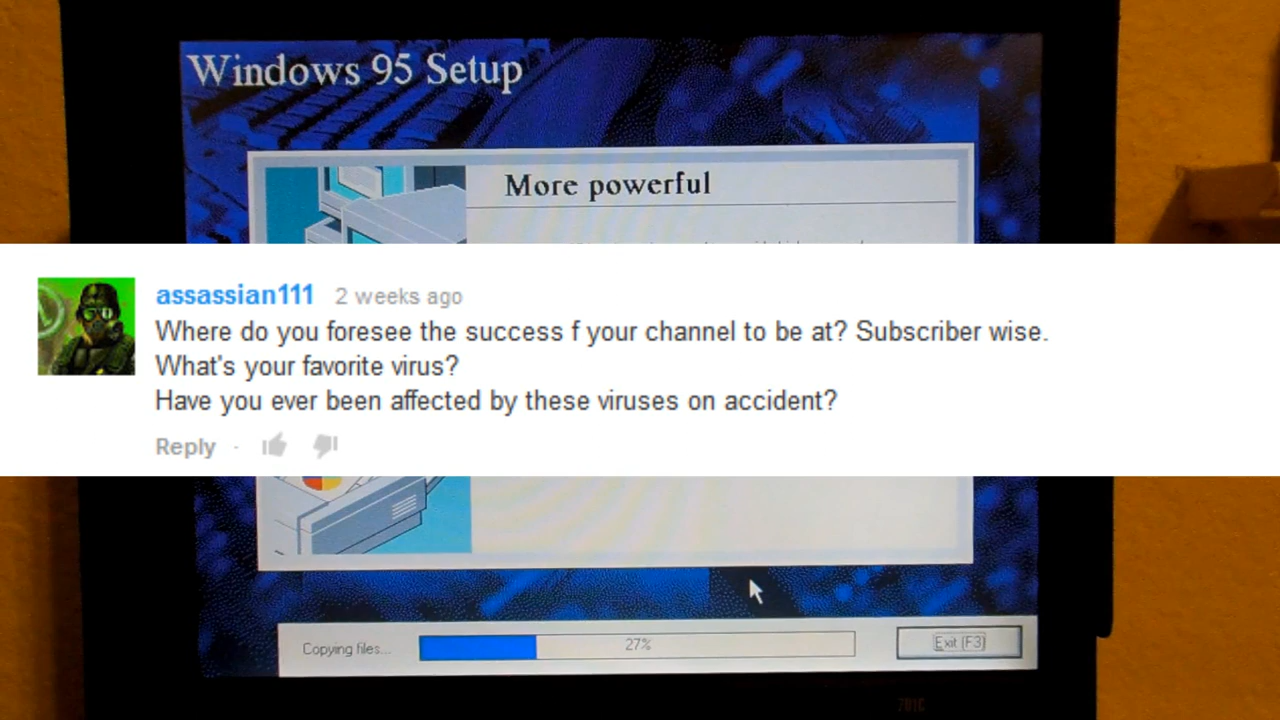 Windows 95 Setup
More powerful
assassian111 2 weeks ago
Where do you foresee the success f your channel to be at? Subscriber wise.
What's your favorite virus?
Have you ever been affected by these viruses on accident?
Reply ·
Copying files... 27% Exit (F3)
701C